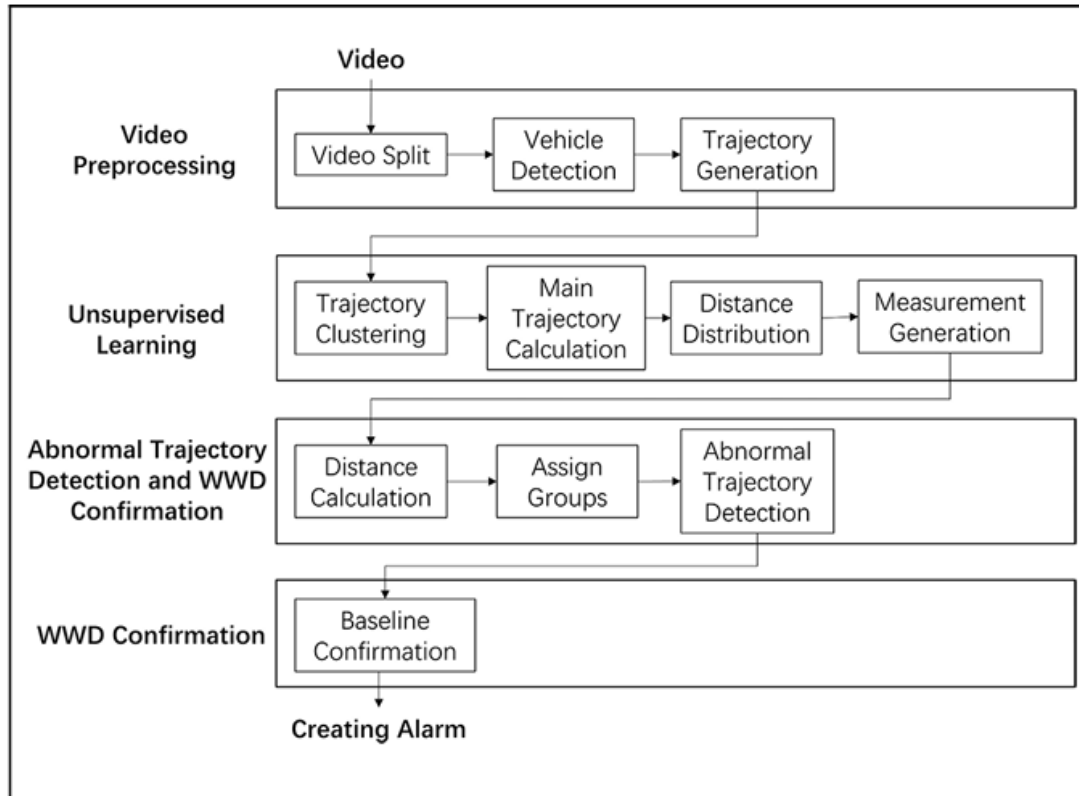 Video
Video
Preprocessing
Video Split
Vehicle
Detection
Trajectory
Generation
Unsupervised
Learning
Trajectory
Clustering
Main
Trajectory
Calculation
Distance
Distribution
Measurement
Generation
Abnormal Trajectory
Detection and WWD
Confirmation
Distance
Calculation
Assign
Groups
Abnormal
Trajectory
Detection
WWD Confirmation
Baseline
Confirmation
Creating Alarm